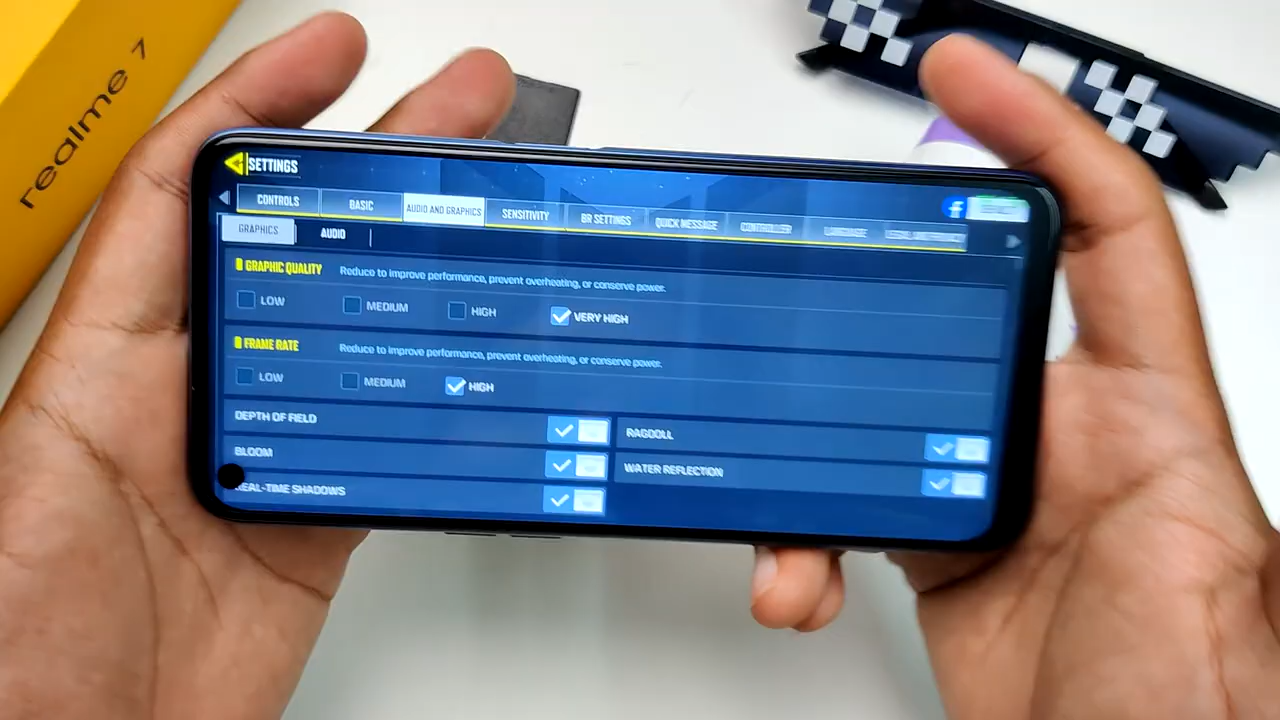 realme 7
SETTINGS
CONTROLS BASIC AUDIO AND GRAPHICS SENSITIVITY BR SETTINGS QUICK MESSAGE CONTROLLER LANGUAGE
GRAPHICS AUDIO
GRAPHIC QUALITY Reduce to improve performance, prevent overheating, or conserve power.
LOW MEDIUM HIGH VERY HIGH
FRAME RATE Reduce to improve performance, prevent overheating, or conserve power.
LOW MEDIUM HIGH
DEPTH OF FIELD RAGDOLL
BLOOM WATER REFLECTION
REAL-TIME SHADOWS